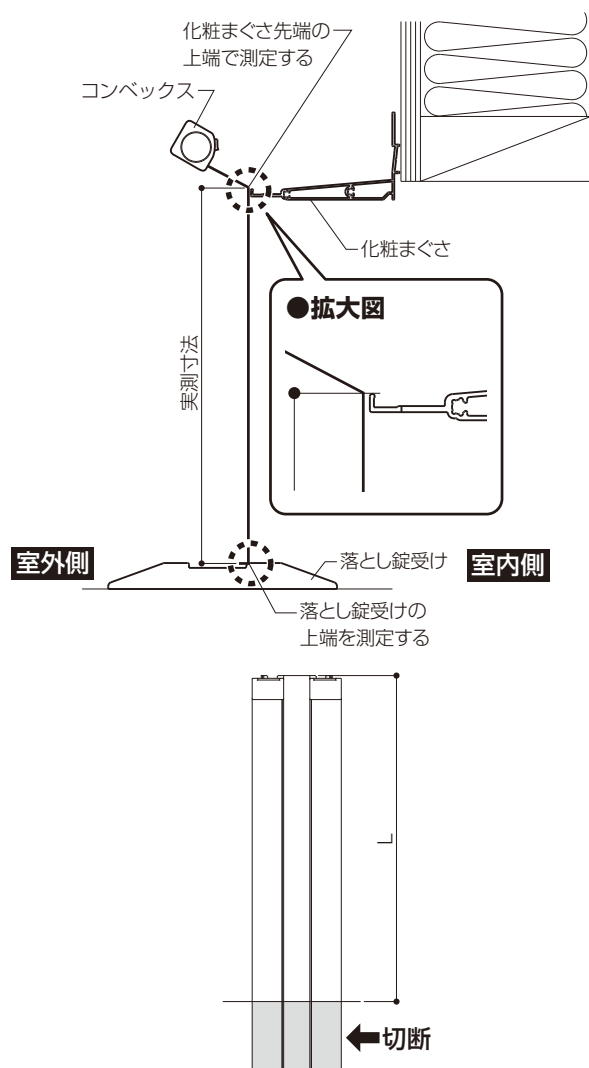 化粧まぐさ先端の
上端で測定する
コンベックス
化粧まぐさ
●拡大図
実測寸法
室外側
落とし錠受け
室内側
落とし錠受けの
上端を測定する
L
切断